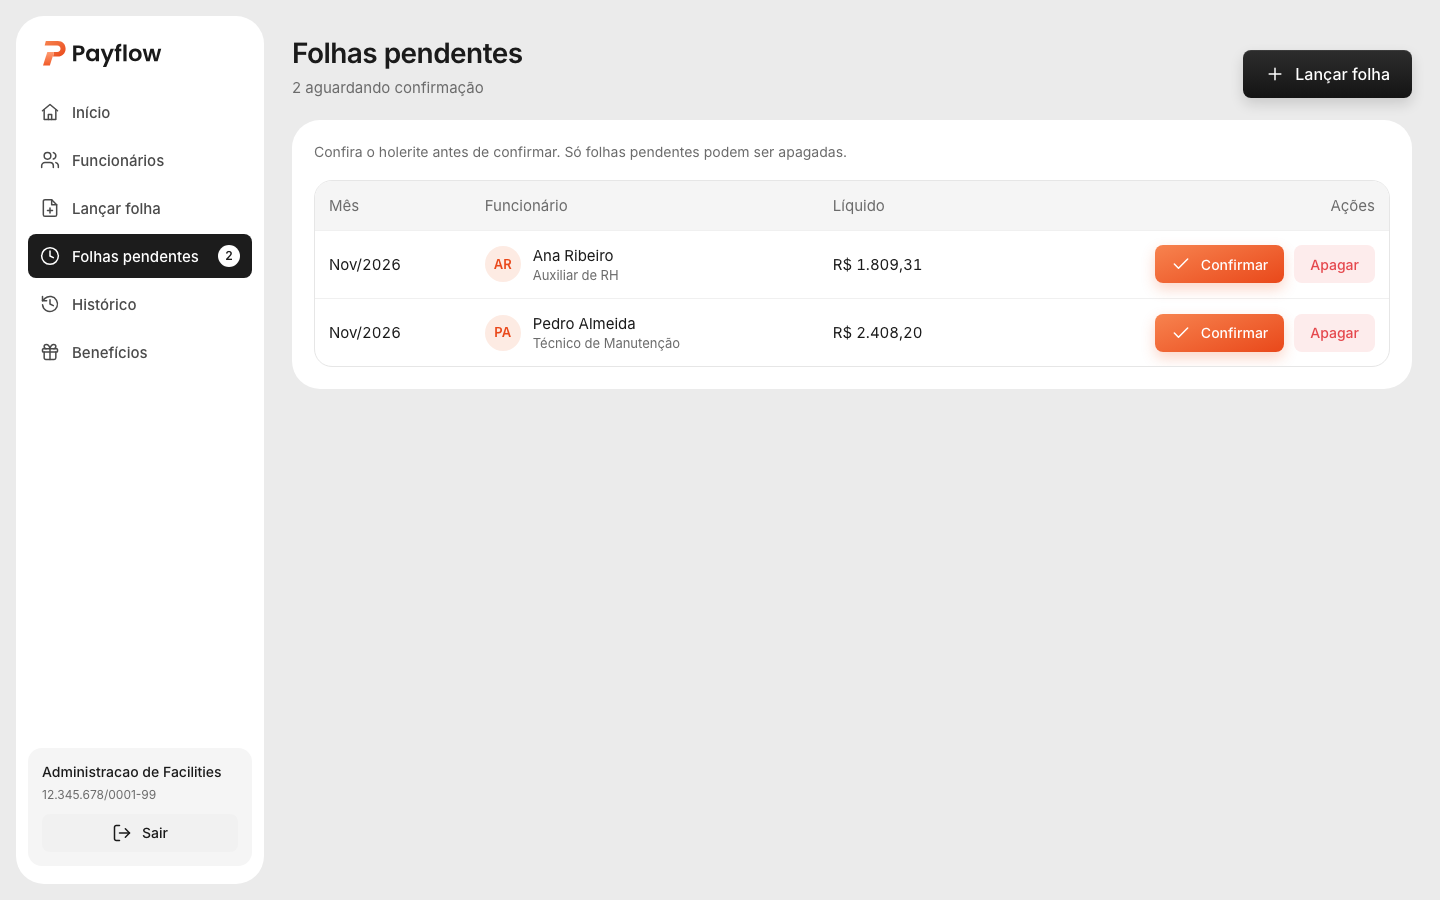 Payflow
Início
Funcionários
Lançar folha
Folhas pendentes 2
Histórico
Benefícios
Administracao de Facilities
12.345.678/0001-99
Sair
Folhas pendentes
2 aguardando confirmação
Lançar folha
Confira o holerite antes de confirmar. Só folhas pendentes podem ser apagadas.
Mês Funcionário Líquido Ações
Nov/2026 AR Ana Ribeiro R$ 1.809,31 Confirmar Apagar
Auxiliar de RH
Nov/2026 PA Pedro Almeida R$ 2.408,20 Confirmar Apagar
Técnico de Manutenção